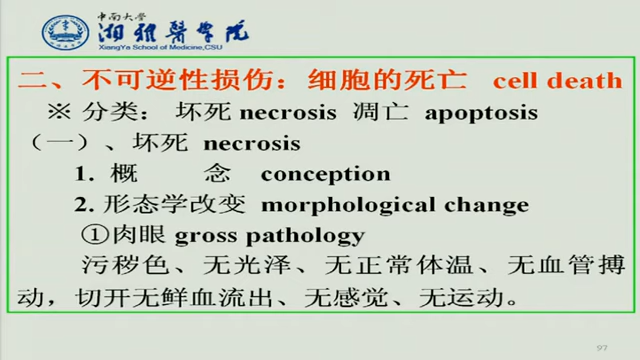 中南大学
湘雅医学院
XiangYa School of Medicine,CSU
二、不可逆性损伤：细胞的死亡 cell death
※ 分类： 坏死 necrosis 凋亡 apoptosis
（一）、坏死 necrosis
1. 概 念 conception
2. 形态学改变 morphological change
①肉眼 gross pathology
污秽色、无光泽、无正常体温、无血管搏
动，切开无鲜血流出、无感觉、无运动。
97